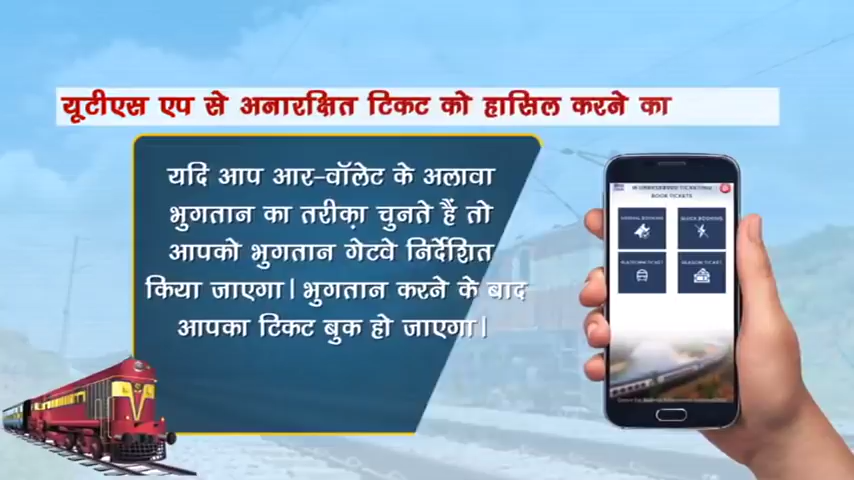 यूटीएस एप से अनारक्षित टिकट को हासिल करने का
यदि आप आर-वॉलेट के अलावा
भुगतान का तरीक़ा चुनते हैं तो
आपको भुगतान गेटवे निर्देशित
किया जाएगा। भुगतान करने के बाद
आपका टिकट बुक हो जाएगा।
BOOK TICKETS
NORMAL BOOKING
QUICK BOOKING
PLATFORM TICKET
SEASON TICKET